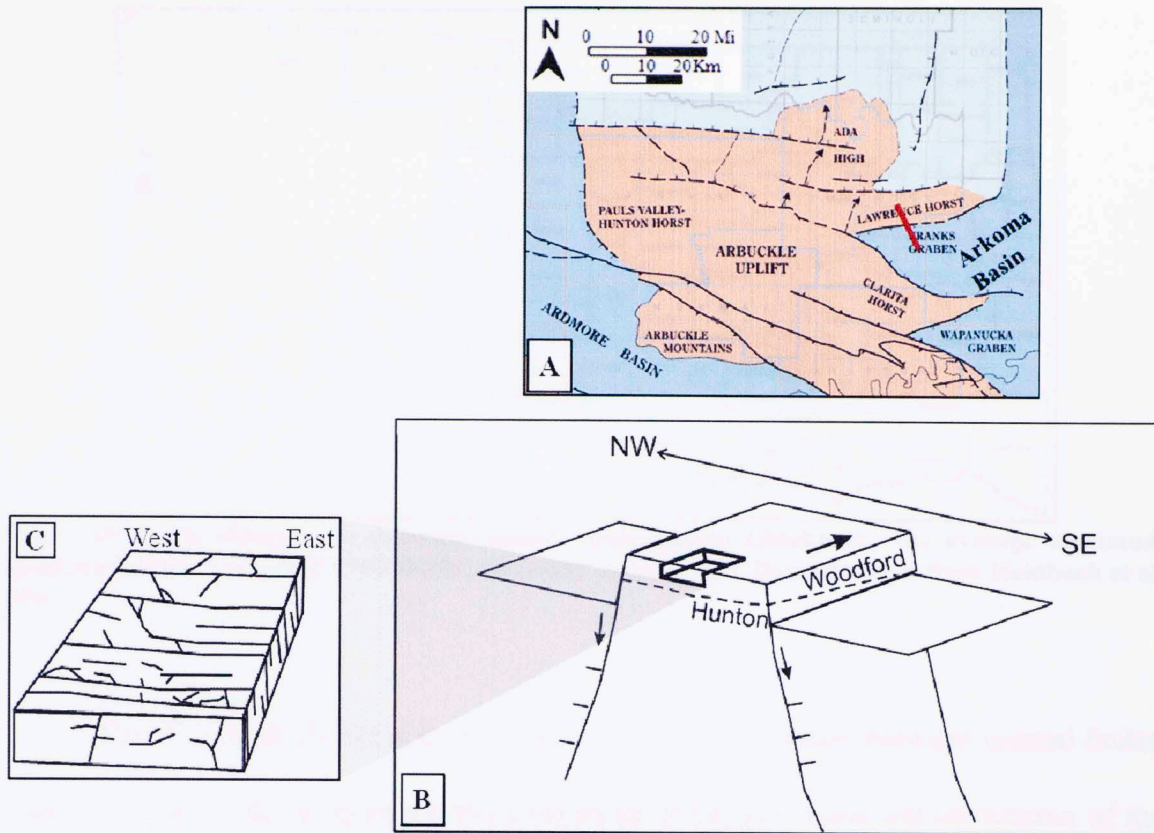 N
0 10 20 Mi
0 10 20 Km
SEMINOLE
ADA
HIGH
PAULS VALLEY-
HUNTON HORST
LAWRENCE HORST
FRANKS
GRABEN
Arkoma
Basin
ARBUCKLE
UPLIFT
CLARITA
HORST
ARDMORE BASIN
ARBUCKLE
MOUNTAINS
WAPANUCKA
GRABEN
A
NW
SE
Woodford
Hunton
B
C
West East